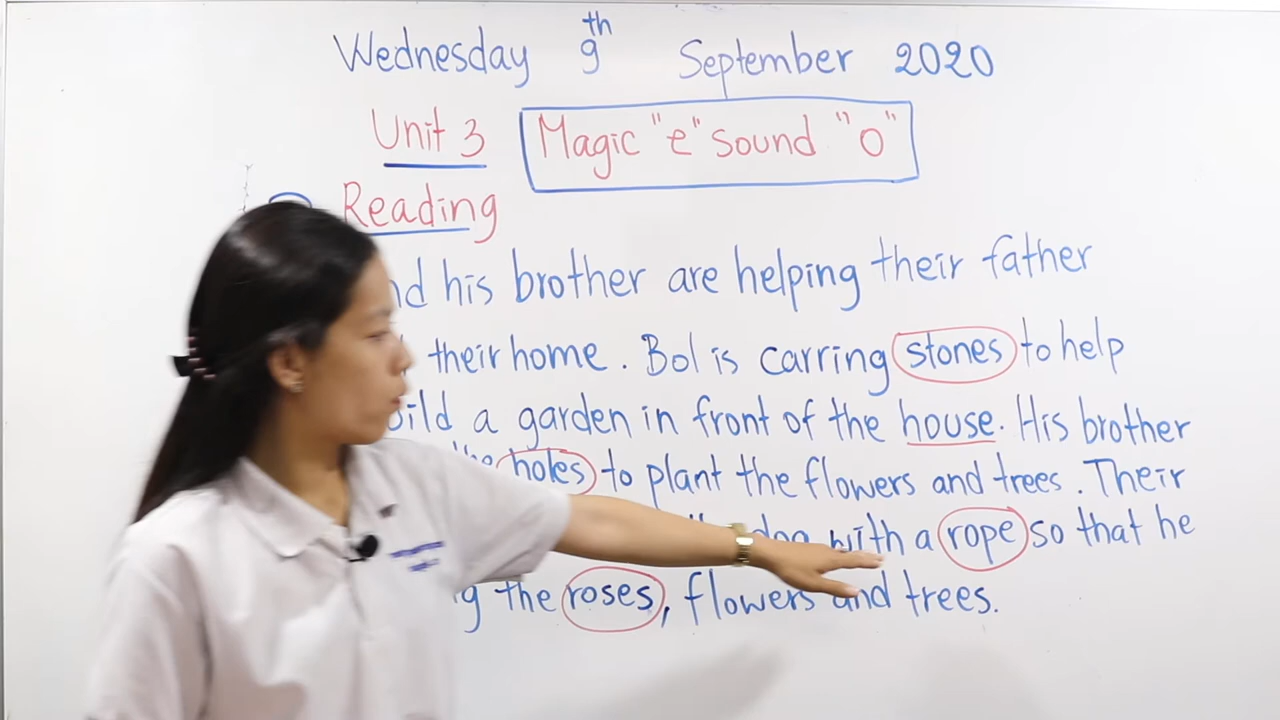 Wednesday 9th September 2020
Unit 3 Magic "e" sound "o"
Reading
his brother are helping their father
their home. Bol is carring stones to help
a garden in front of the house. His brother
holes to plant the flowers and trees. Their
dog with a rope so that he
the roses, flowers and trees.